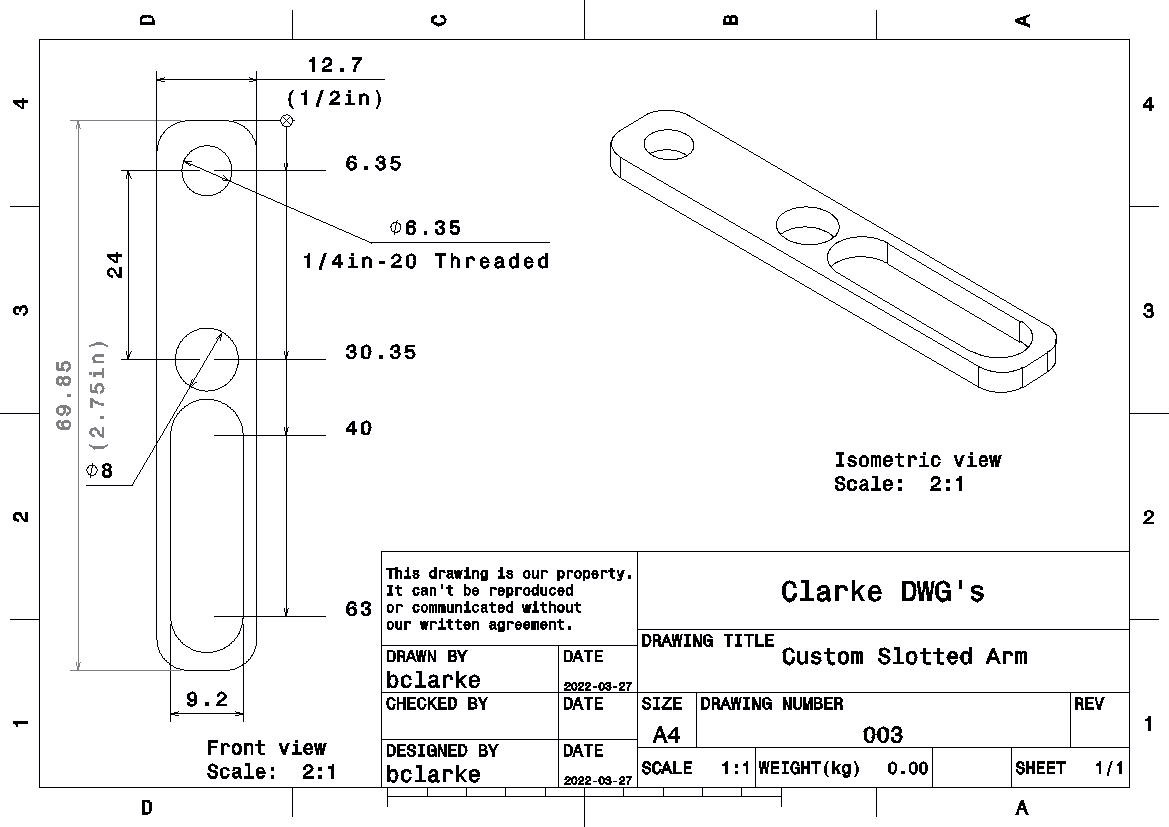 D C B A
4
4
12.7
(1/2in)
6.35
⌀6.35
1/4in-20 Threaded
24
3
3
30.35
69.85
(2.75in)
40
⌀8
Isometric view
Scale: 2:1
2
2
63
9.2
Front view
Scale: 2:1
1
1
This drawing is our property.
It can't be reproduced
or communicated without
our written agreement.
Clarke DWG's
DRAWING TITLE
Custom Slotted Arm
DRAWN BY
bclarke
DATE
2022-03-27
CHECKED BY
DATE
DESIGNED BY
bclarke
DATE
2022-03-27
SIZE
A4
DRAWING NUMBER
003
REV
SCALE 1:1
WEIGHT(kg) 0.00
SHEET 1/1
D A